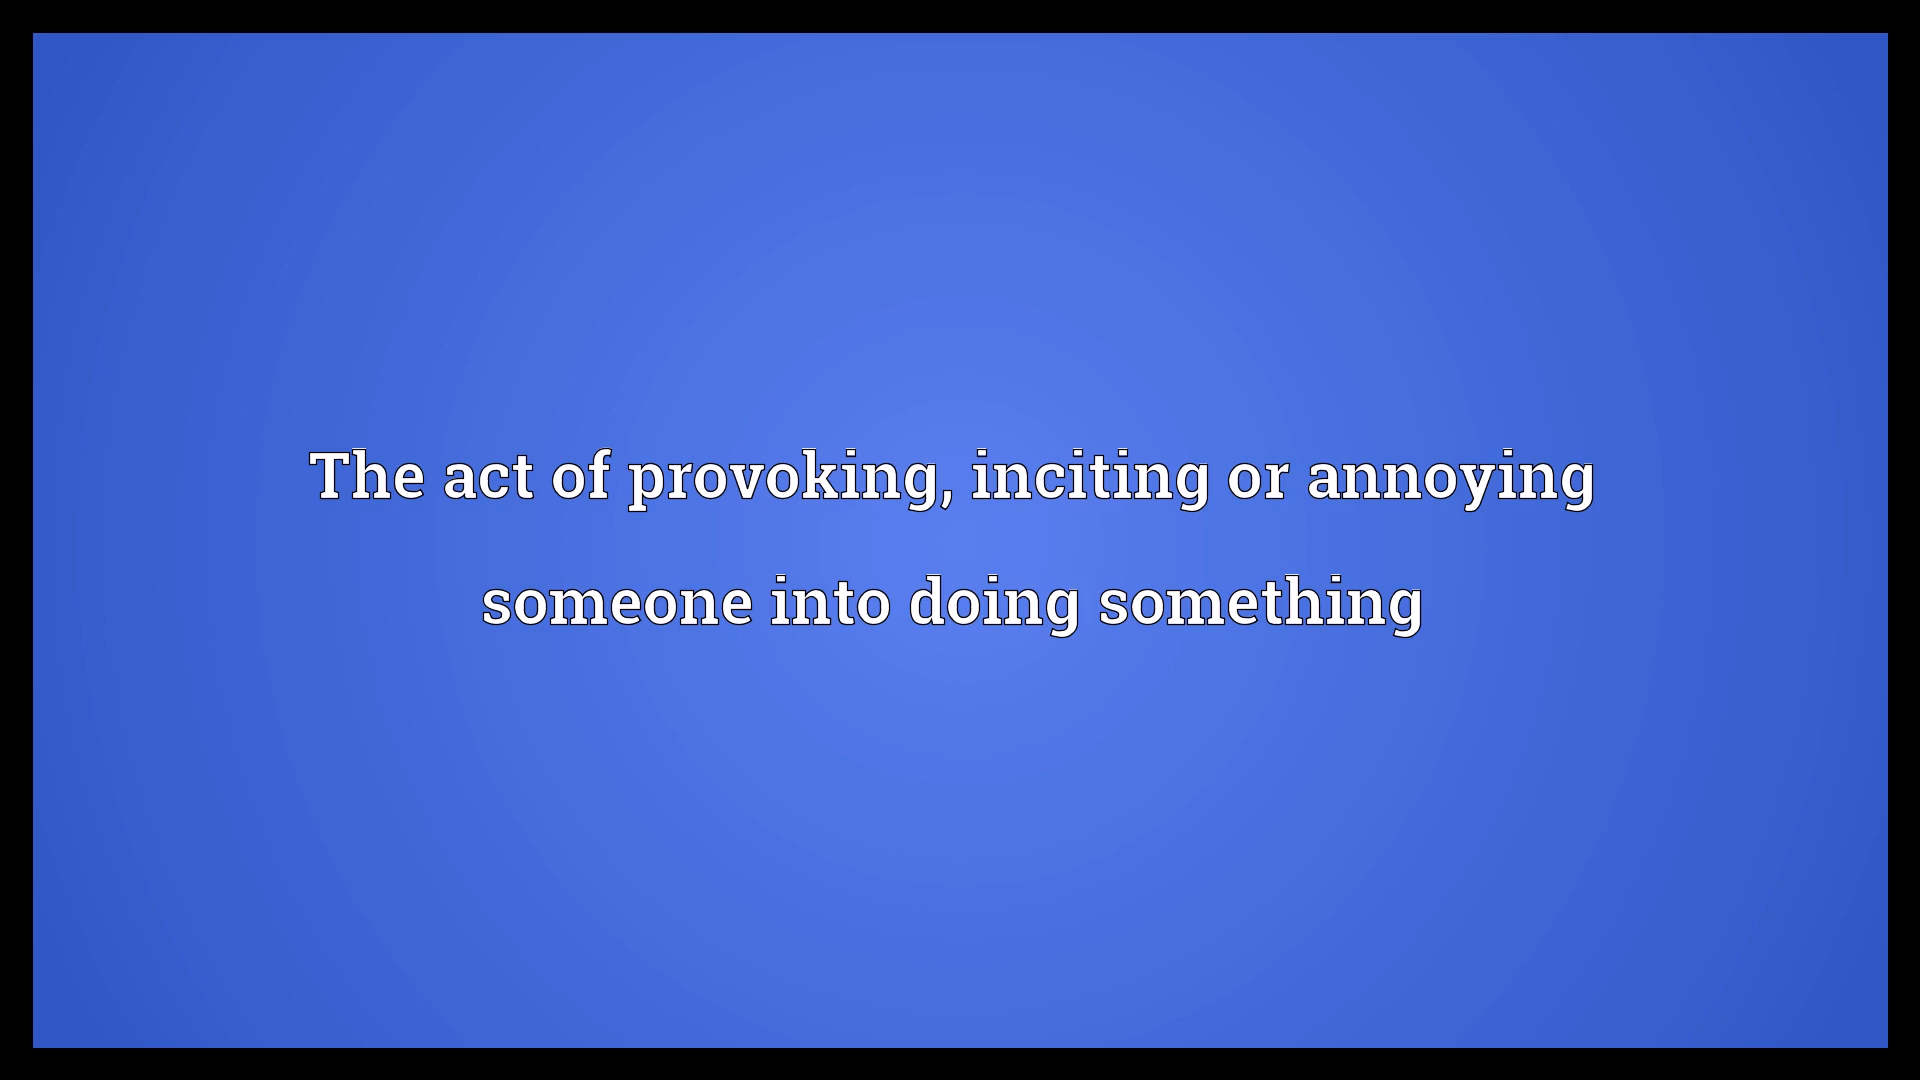 The act of provoking, inciting or annoying
someone into doing something